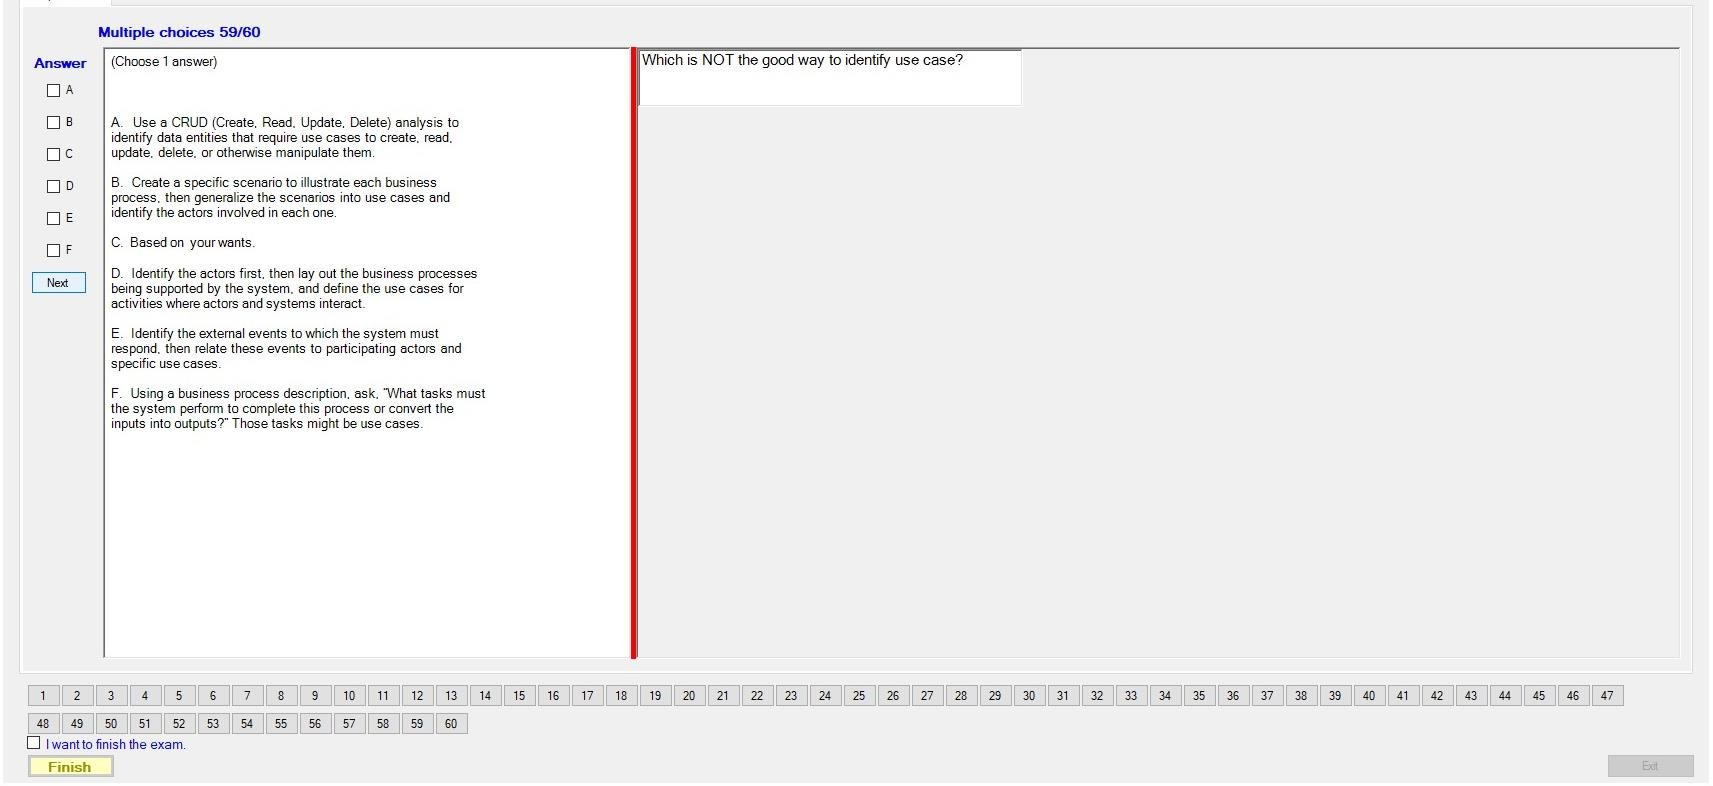 Multiple choices 59/60
Answer
A
B
C
D
E
F
Next
(Choose 1 answer)
A. Use a CRUD (Create, Read, Update, Delete) analysis to
identify data entities that require use cases to create, read,
update, delete, or otherwise manipulate them.
B. Create a specific scenario to illustrate each business
process, then generalize the scenarios into use cases and
identify the actors involved in each one.
C. Based on your wants.
D. Identify the actors first, then lay out the business processes
being supported by the system, and define the use cases for
activities where actors and systems interact.
E. Identify the external events to which the system must
respond, then relate these events to participating actors and
specific use cases.
F. Using a business process description, ask, "What tasks must
the system perform to complete this process or convert the
inputs into outputs?" Those tasks might be use cases.
Which is NOT the good way to identify use case?
1 2 3 4 5 6 7 8 9 10 11 12 13 14 15 16 17 18 19 20 21 22 23 24 25 26 27 28 29 30 31 32 33 34 35 36 37 38 39 40 41 42 43 44 45 46 47
48 49 50 51 52 53 54 55 56 57 58 59 60
I want to finish the exam.
Finish
Exit